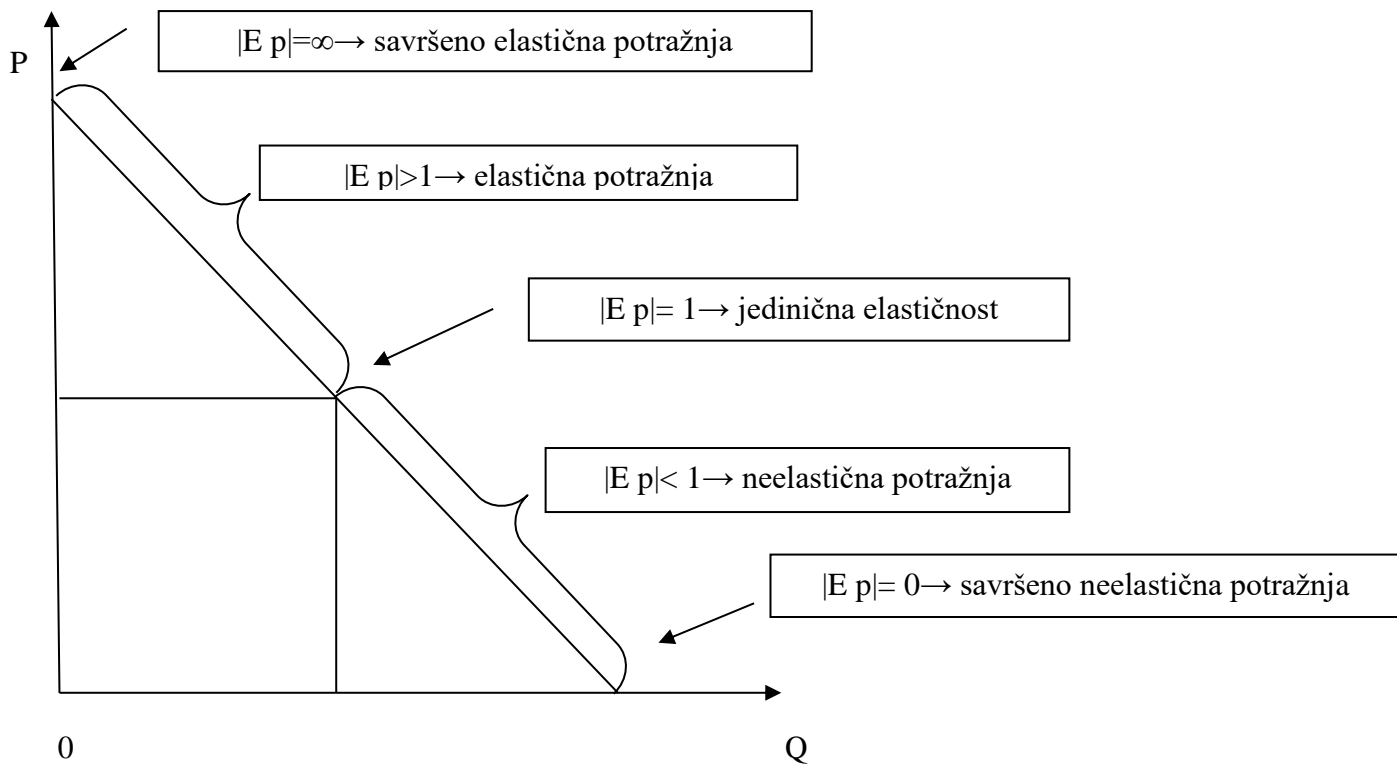 |E p|=∞→ savršeno elastična potražnja
P
|E p|>1→ elastična potražnja
|E p|= 1→ jedinična elastičnost
|E p|< 1→ neelastična potražnja
|E p|= 0→ savršeno neelastična potražnja
0
Q